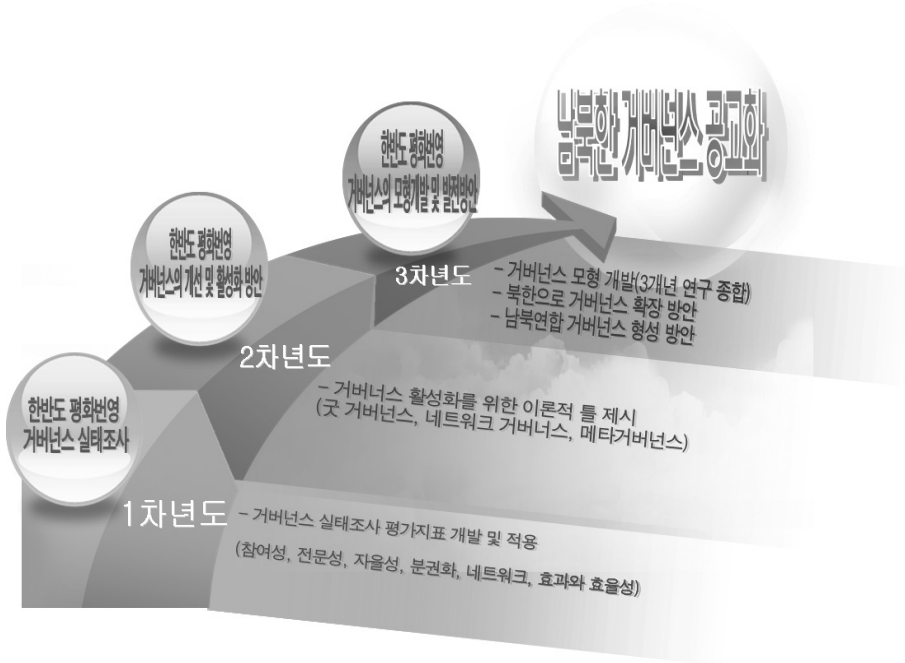 남북한 거버넌스 공고화
한반도 평화번영
거버넌스의 모형개발 및 발전방안
3차년도
- 거버넌스 모형 개발(3개년 연구 종합)
- 북한으로 거버넌스 확장 방안
- 남북연합 거버넌스 형성 방안
한반도 평화번영
거버넌스의 개선 및 활성화 방안
2차년도
- 거버너스 활성화를 위한 이론적 틀 제시
(굿 거버넌스, 네트워크 거버너스, 메타거버넌스)
한반도 평화번영
거버넌스 실태조사
1차년도
- 거버넌스 실태조사 평가지표 개발 및 적용
(참여성, 전문성, 자율성, 분권화, 네트워크, 효과와 효율성)